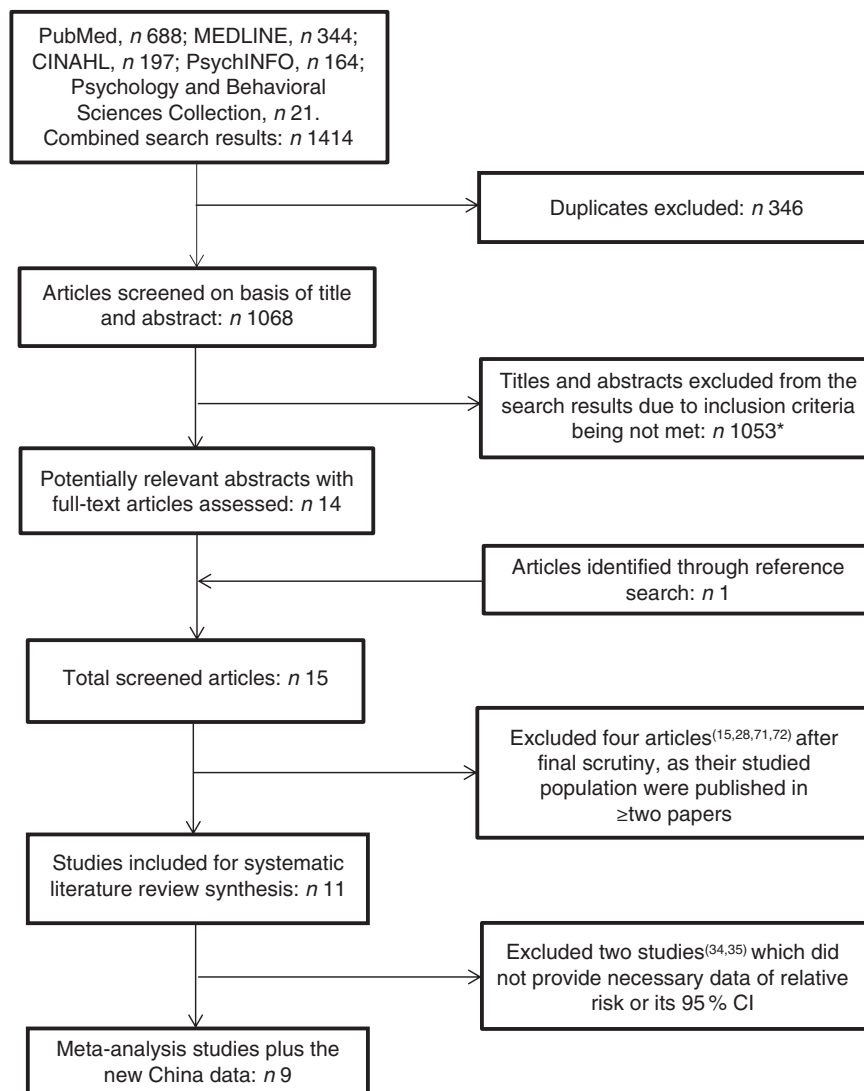 PubMed, n 688; MEDLINE, n 344;
CINAHL, n 197; PsychINFO, n 164;
Psychology and Behavioral
Sciences Collection, n 21.
Combined search results: n 1414
Duplicates excluded: n 346
Articles screened on basis of title
and abstract: n 1068
Titles and abstracts excluded from the
search results due to inclusion criteria
being not met: n 1053*
Potentially relevant abstracts with
full-text articles assessed: n 14
Articles identified through reference
search: n 1
Total screened articles: n 15
Excluded four articles(15,28,71,72) after
final scrutiny, as their studied
population were published in
≥two papers
Studies included for systematic
literature review synthesis: n 11
Excluded two studies(34,35) which did
not provide necessary data of relative
risk or its 95 % CI
Meta-analysis studies plus the
new China data: n 9